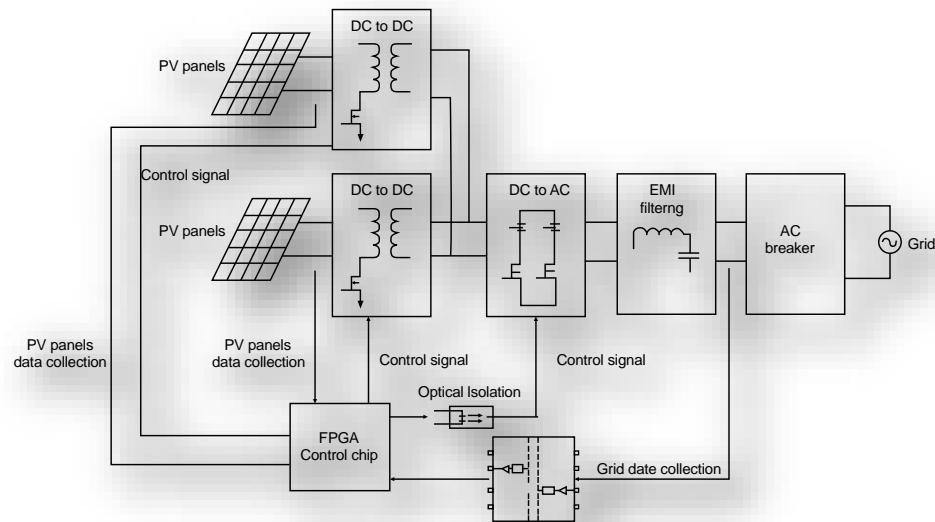 DC to DC
PV panels
Control signal
DC to DC
DC to AC
EMI
filterng
AC
breaker
PV panels
Grid
PV panels
data collection
PV panels
data collection
Control signal
Control signal
Optical Isolation
FPGA
Control chip
Grid date collection